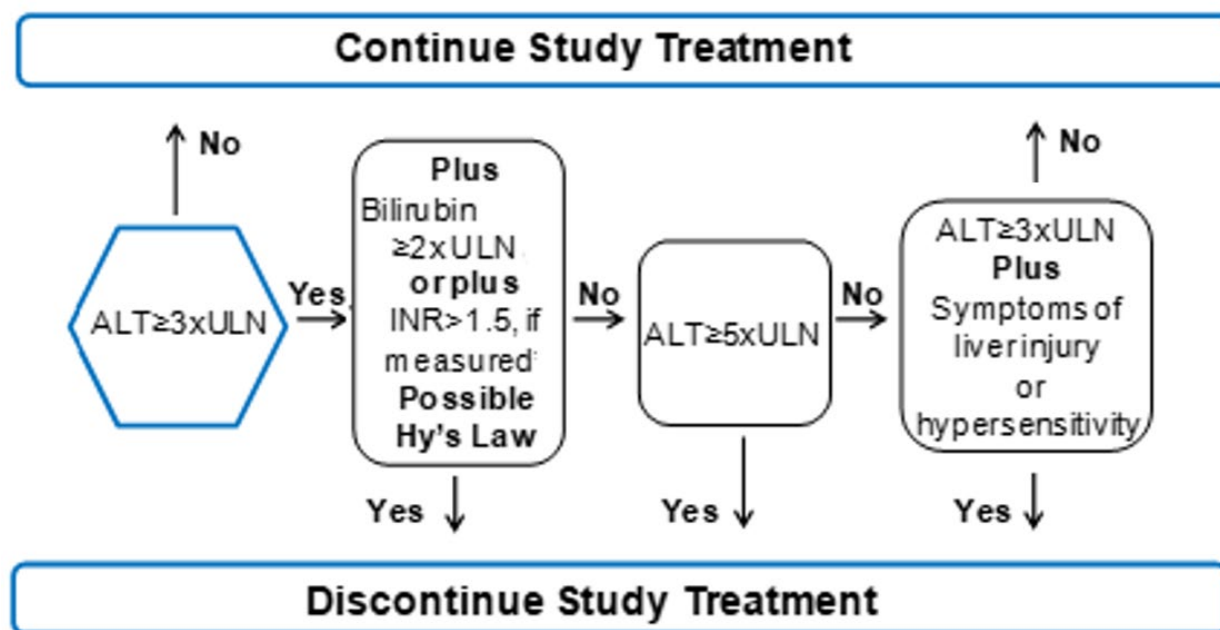 Continue Study Treatment
No
No
ALT≥3xULN
Yes
Plus
Bilirubin
≥2xULN
or plus
INR>1.5, if
measured
Possible
Hy's Law
No
ALT≥5xULN
No
ALT≥3xULN
Plus
Symptoms of
liver injury
or
hypersensitivity
Yes
Yes
Yes
Discontinue Study Treatment